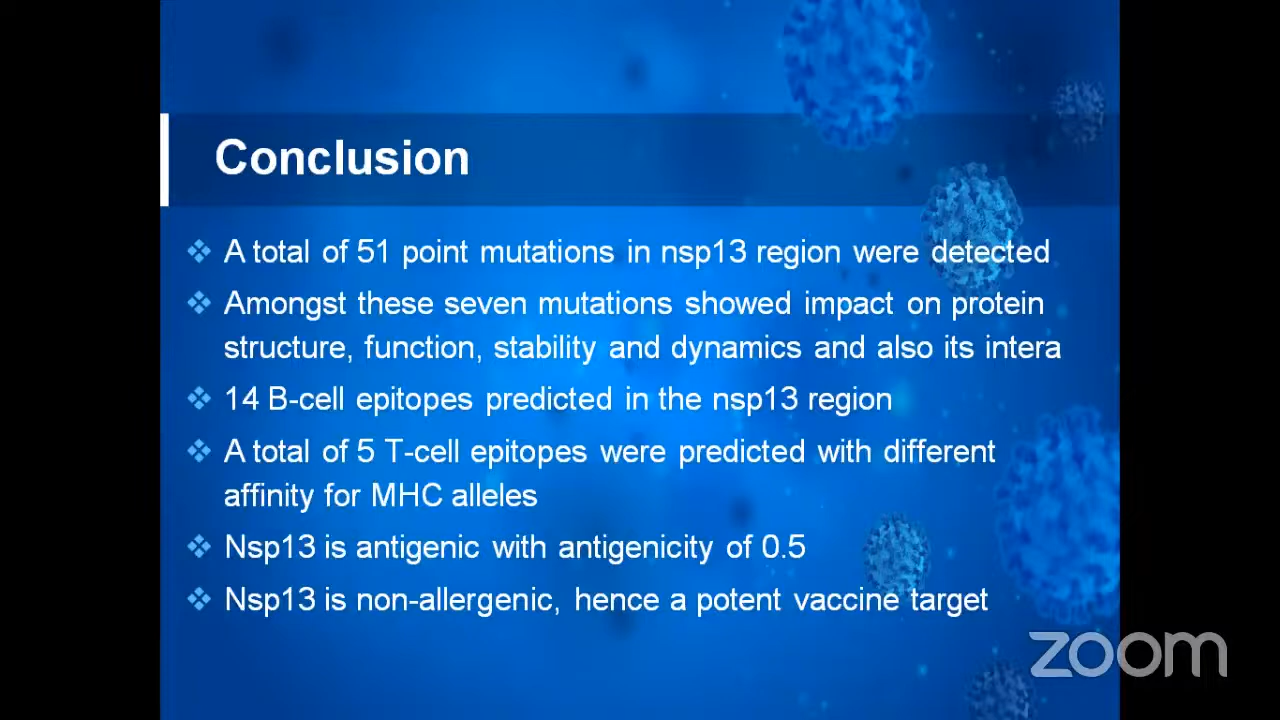 Conclusion
A total of 51 point mutations in nsp13 region were detected
Amongst these seven mutations showed impact on protein
structure, function, stability and dynamics and also its intera
14 B-cell epitopes predicted in the nsp13 region
A total of 5 T-cell epitopes were predicted with different
affinity for MHC alleles
Nsp13 is antigenic with antigenicity of 0.5
Nsp13 is non-allergenic, hence a potent vaccine target
zoom